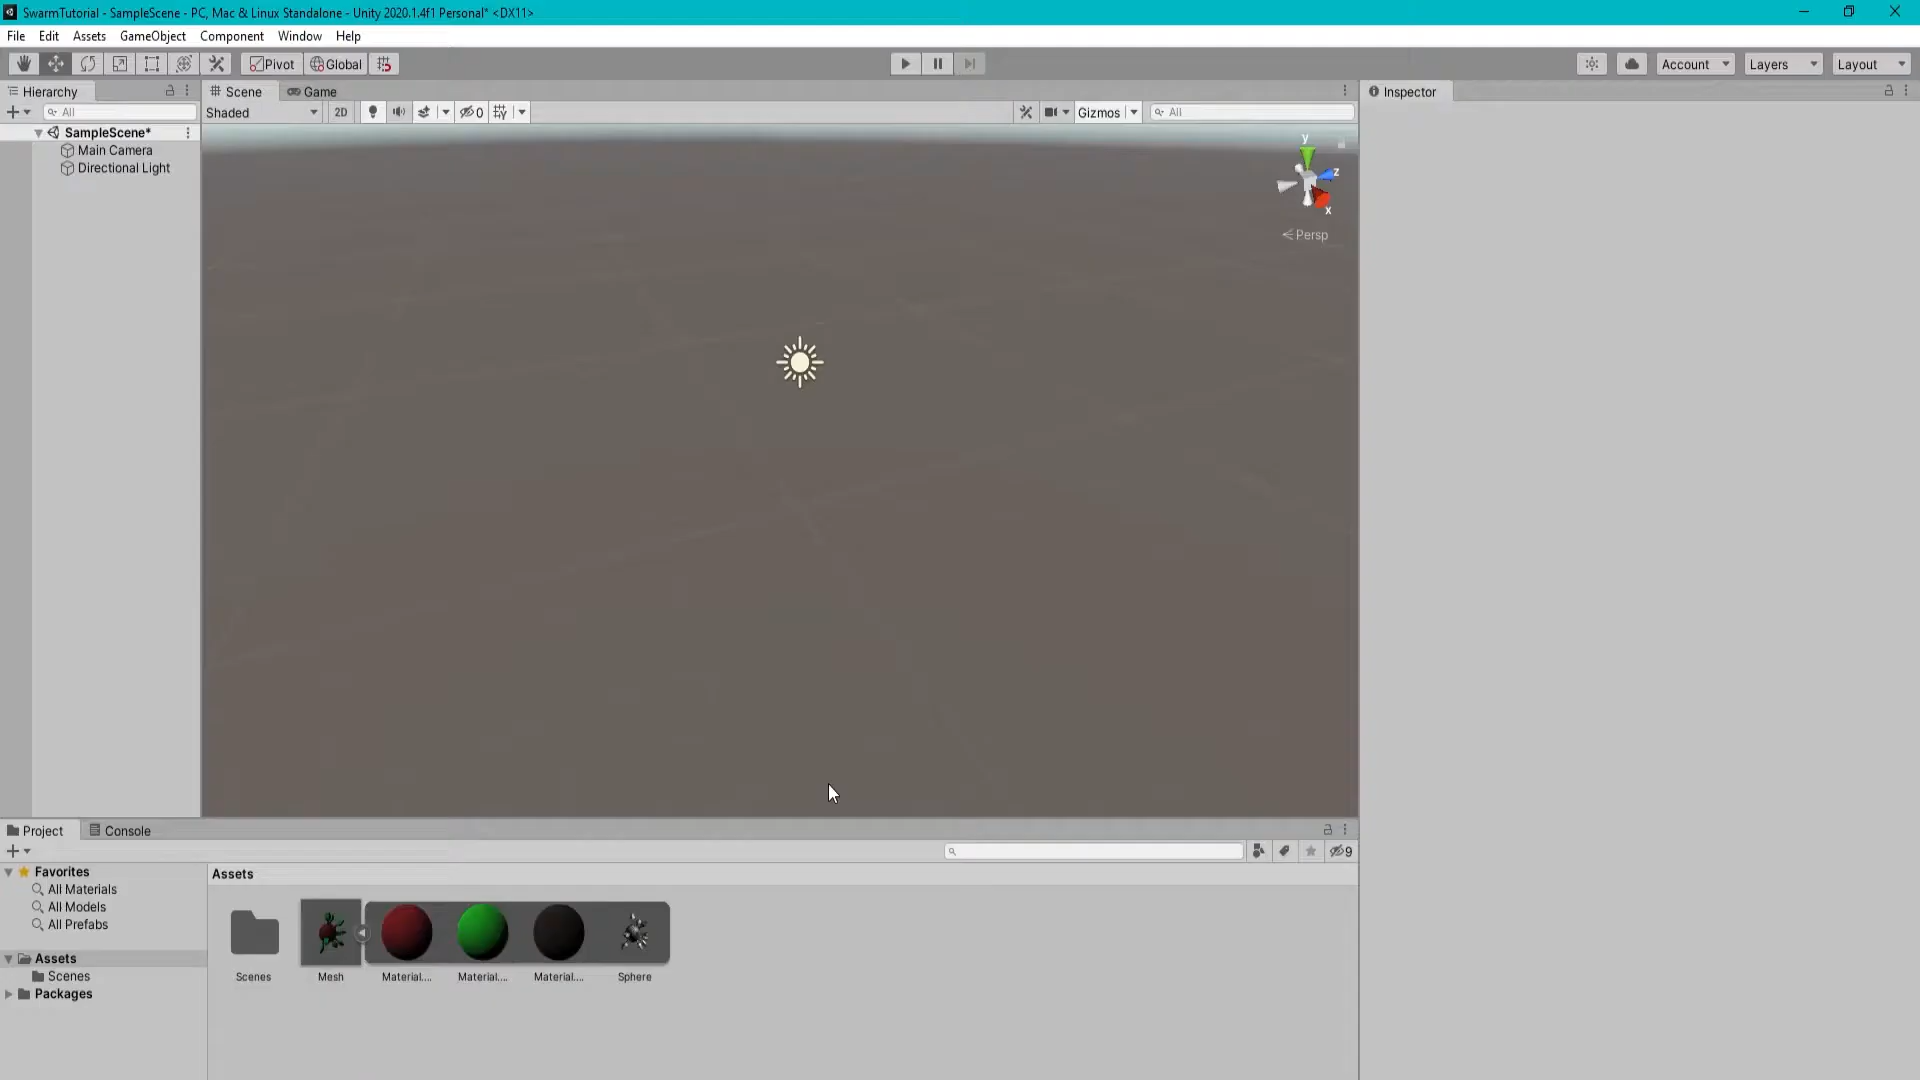 SwarmTutorial - SampleScene - PC, Mac & Linux Standalone - Unity 2020.1.4f1 Personal* <DX11>
File Edit Assets GameObject Component Window Help
Pivot Global Account Layers Layout
Hierarchy Scene Game Inspector
All Shaded 2D 0 Gizmos All
SampleScene*
Main Camera
Directional Light
y
z
x
Persp
Project Console
9
Favorites
All Materials
All Models
All Prefabs
Assets
Scenes
Packages
Assets
Scenes Mesh Material.... Material.... Material.... Sphere